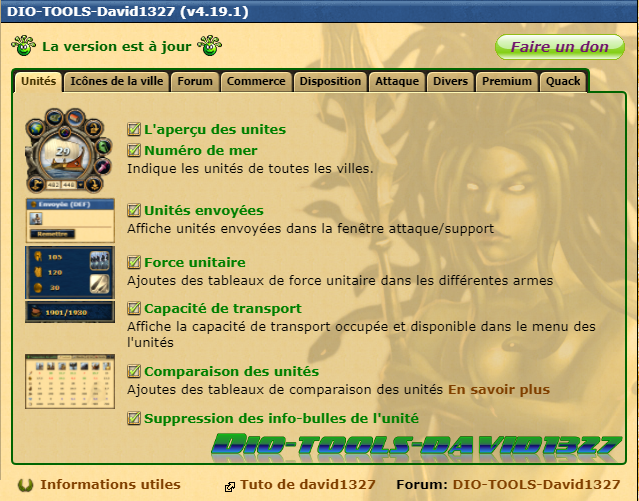 DIO-TOOLS-David1327 (v4.19.1)
La version est à jour
Faire un don
Unités Icônes de la ville Forum Commerce Disposition Attaque Divers Premium Quack
L'aperçu des unites
Numéro de mer
Indique les unités de toutes les villes.
29
482 448
Unités envoyées
Affiche unités envoyées dans la fenêtre attaque/support
Envoyée (DEF)
Remettre
Force unitaire
Ajoutes des tableaux de force unitaire dans les différentes armes
105
120
30
Capacité de transport
Affiche la capacité de transport occupée et disponible dans le menu des
l'unités
1901/1930
Comparaison des unités
Ajoutes des tableaux de comparaison des unités En savoir plus
Suppression des info-bulles de l'unité
Dio-tools-david1327
Informations utiles
Tuto de david1327
Forum: DIO-TOOLS-David1327